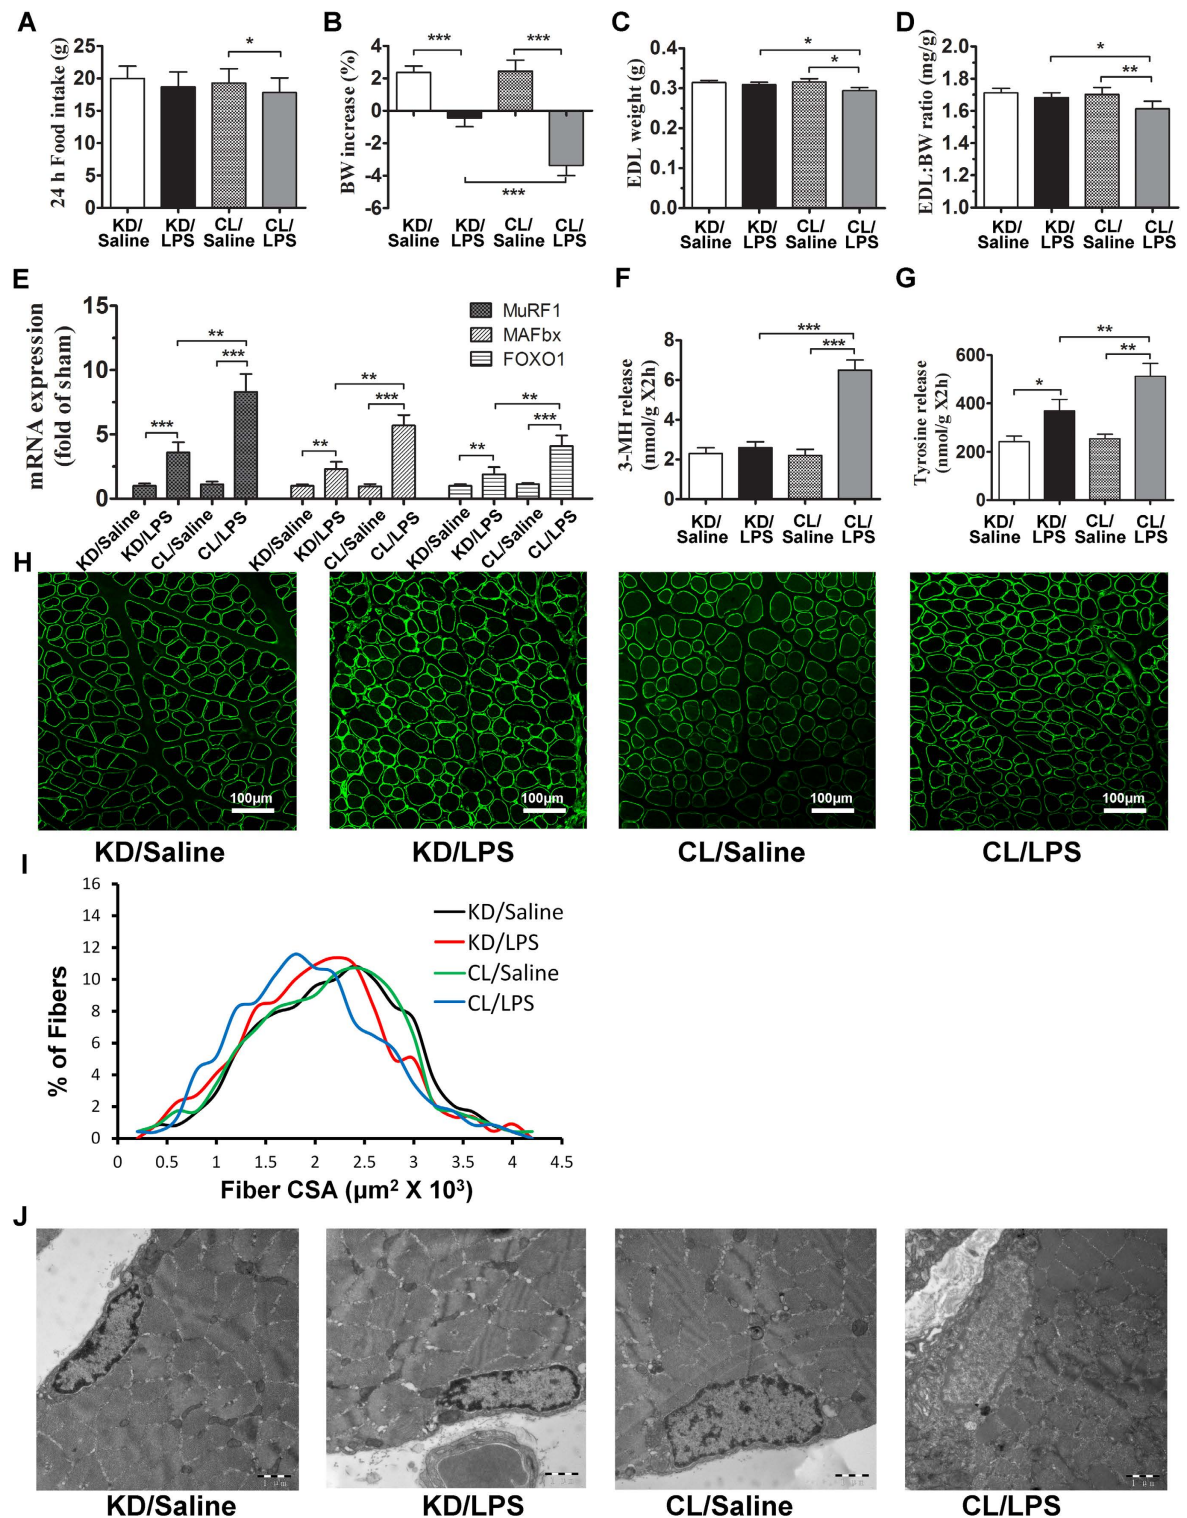 A
24 h Food intake (g)
25
20
15
10
5
0
*
KD/
Saline
KD/
LPS
CL/
Saline
CL/
LPS
B
BW increase (%)
4
2
0
-2
-4
-6
***
***
***
KD/
Saline
KD/
LPS
CL/
Saline
CL/
LPS
C
EDL weight (g)
0.4
0.3
0.2
0.1
0.0
*
*
KD/
Saline
KD/
LPS
CL/
Saline
CL/
LPS
D
EDL:BW ratio (mg/g)
2.0
1.8
1.6
1.4
1.2
1.0
*
**
KD/
Saline
KD/
LPS
CL/
Saline
CL/
LPS
E
mRNA expression
(fold of sham)
15
10
5
0
MuRF1
MAFbx
FOXO1
**
***
***
**
***
**
**
***
**
KD/Saline
KD/LPS
CL/Saline
CL/LPS
KD/Saline
KD/LPS
CL/Saline
CL/LPS
KD/Saline
KD/LPS
CL/Saline
CL/LPS
F
3-MH release
(nmol/g X2h)
8
6
4
2
0
***
***
KD/
Saline
KD/
LPS
CL/
Saline
CL/
LPS
G
Tyrosine release
(nmol/g X2h)
600
400
200
0
*
**
**
KD/
Saline
KD/
LPS
CL/
Saline
CL/
LPS
H
100μm
100μm
100μm
100μm
KD/Saline
KD/LPS
CL/Saline
CL/LPS
I
% of Fibers
16
14
12
10
8
6
4
2
0
KD/Saline
KD/LPS
CL/Saline
CL/LPS
0 0.5 1 1.5 2 2.5 3 3.5 4 4.5
Fiber CSA (μm² X 10³)
J
1 μm
1 μm
1 μm
1 μm
KD/Saline
KD/LPS
CL/Saline
CL/LPS